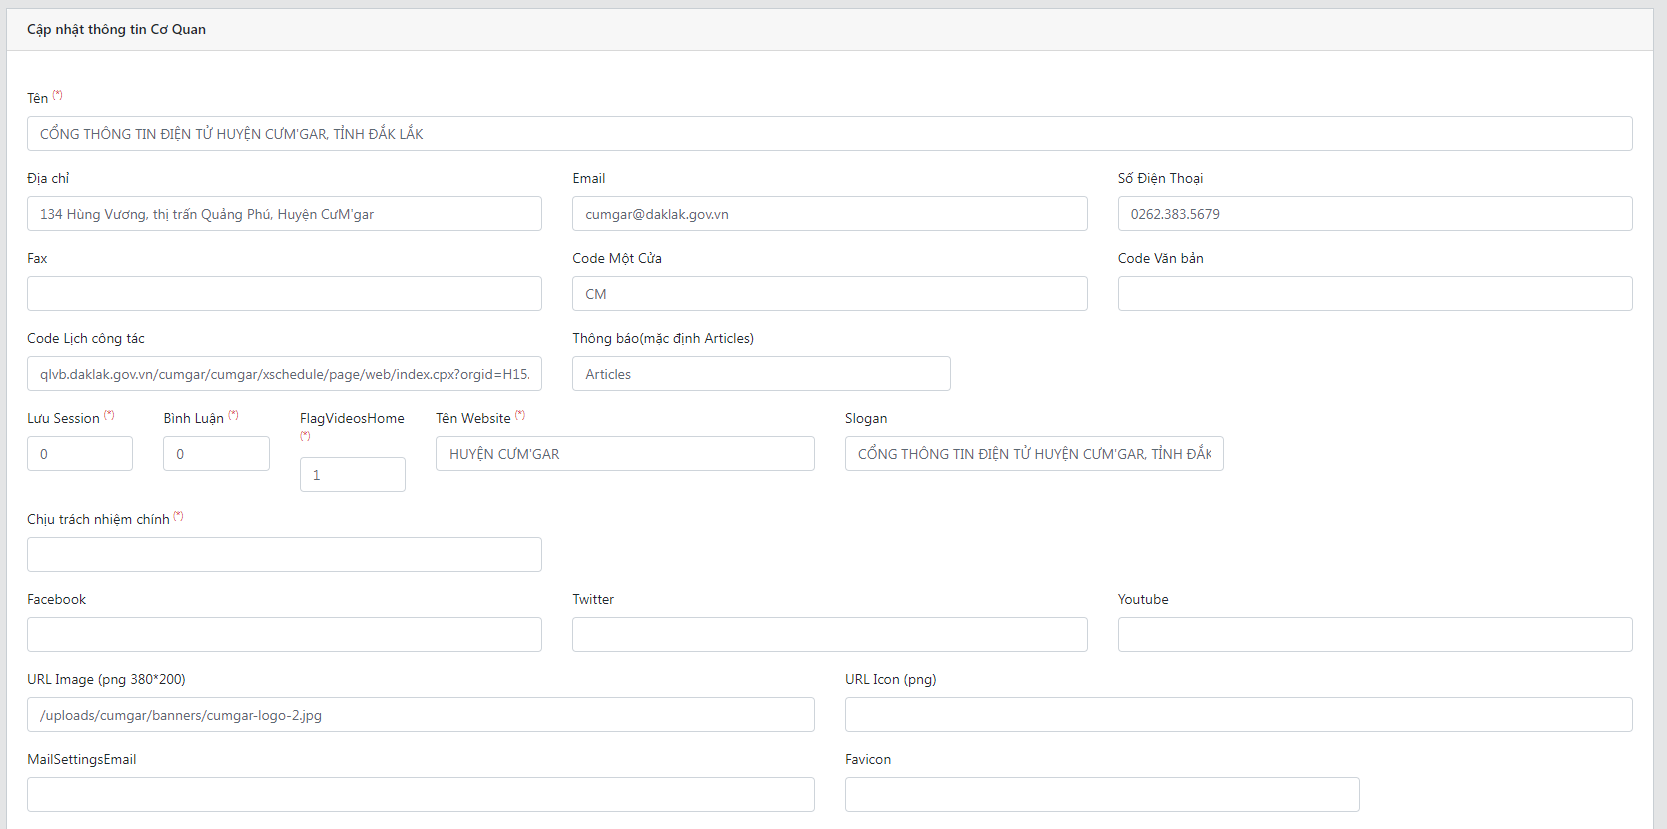 Cập nhật thông tin Cơ Quan
Tên (*)
CỔNG THÔNG TIN ĐIỆN TỬ HUYỆN CƯM'GAR, TỈNH ĐẮK LẮK
Địa chỉ Email Số Điện Thoại
134 Hùng Vương, thị trấn Quảng Phú, Huyện CưM'gar cumgar@daklak.gov.vn 0262.383.5679
Fax Code Một Cửa Code Văn bản
CM
Code Lịch công tác Thông báo(mặc định Articles)
qlvb.daklak.gov.vn/cumgar/cumgar/xschedule/page/web/index.cpx?orgid=H15. Articles
Lưu Session (*) Bình Luận (*) FlagVideosHome (*) Tên Website (*) Slogan
0 0 1 HUYỆN CƯM'GAR CỔNG THÔNG TIN ĐIỆN TỬ HUYỆN CƯM'GAR, TỈNH ĐẮK
Chịu trách nhiệm chính (*)
Facebook Twitter Youtube
URL Image (png 380*200) URL Icon (png)
/uploads/cumgar/banners/cumgar-logo-2.jpg
MailSettingsEmail Favicon